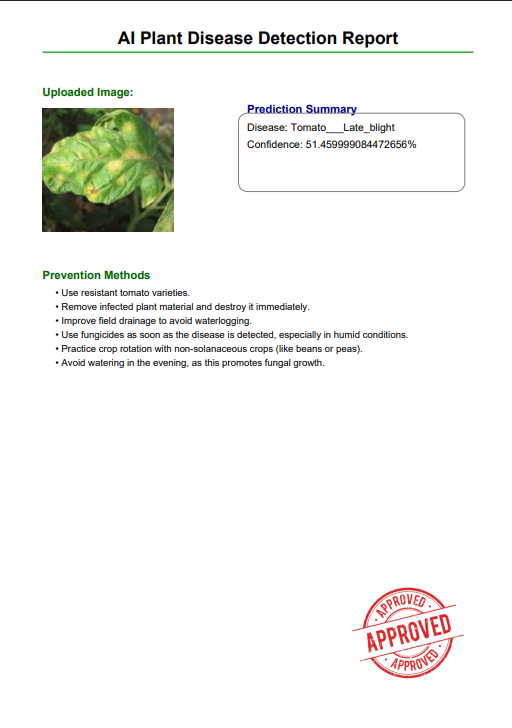 AI Plant Disease Detection Report
Uploaded Image:
Prediction Summary
Disease: Tomato___Late_blight
Confidence: 51.459999084472656%
Prevention Methods
• Use resistant tomato varieties.
• Remove infected plant material and destroy it immediately.
• Improve field drainage to avoid waterlogging.
• Use fungicides as soon as the disease is detected, especially in humid conditions.
• Practice crop rotation with non-solanaceous crops (like beans or peas).
• Avoid watering in the evening, as this promotes fungal growth.
APPROVED
APPROVED
APPROVED